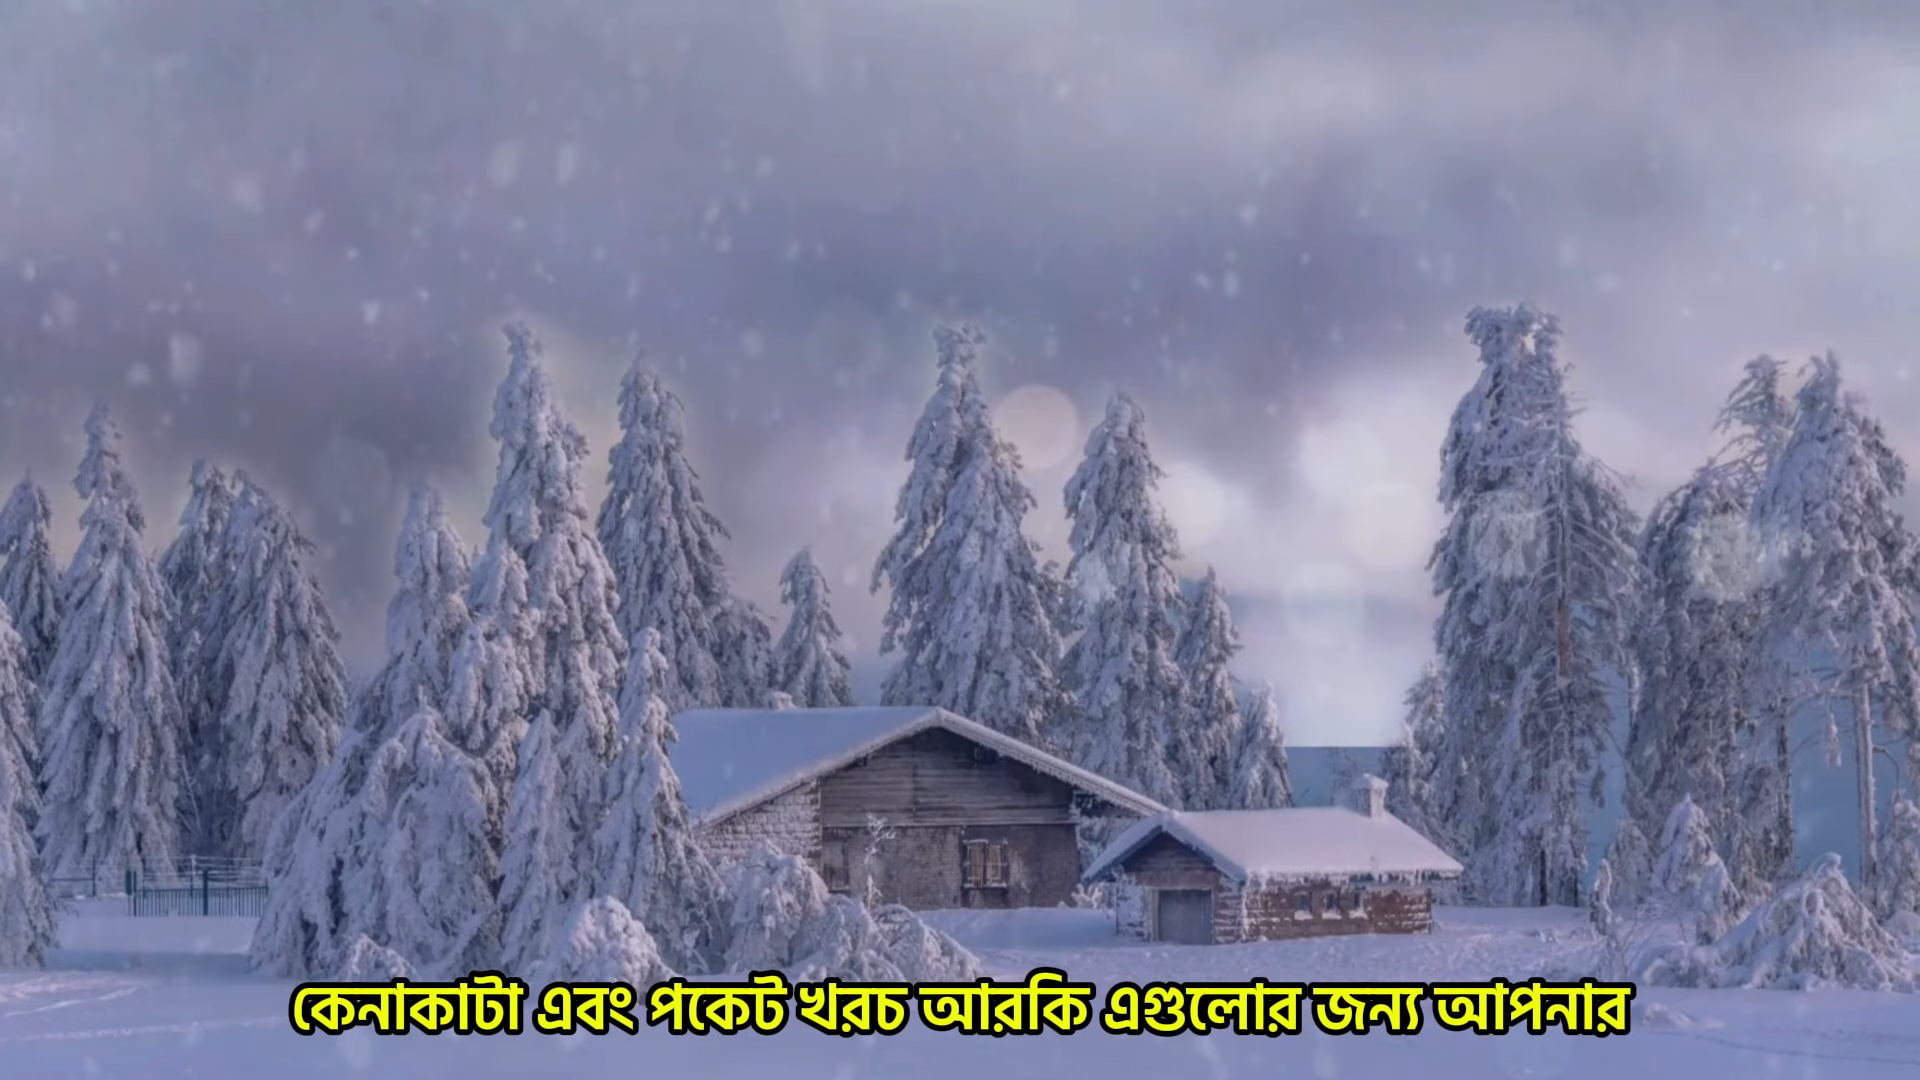 কেনাকাটা এবং পকেট খরচ আরকি এগুলোর জন্য আপনার